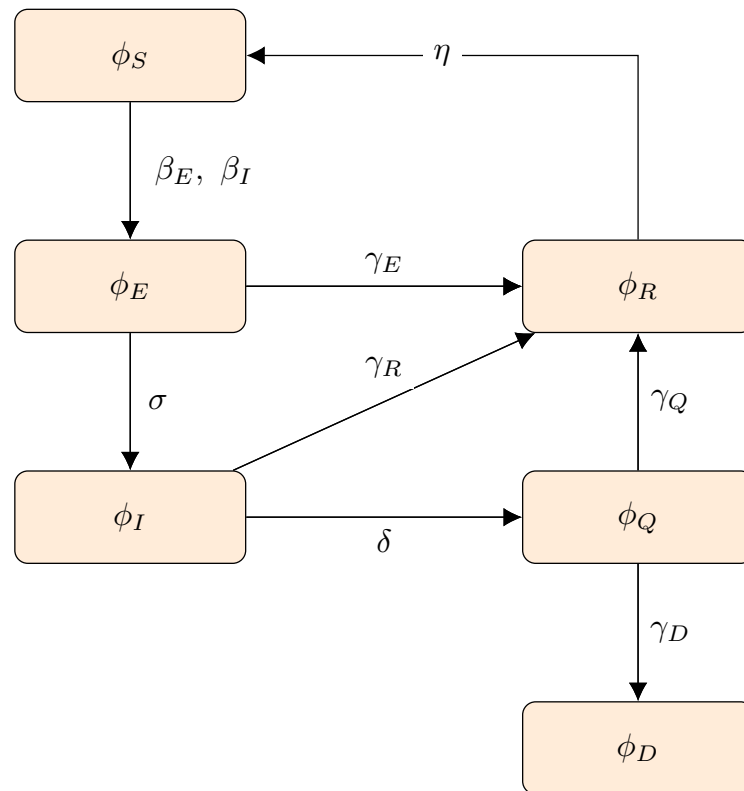 ϕ_S
η
β_E, β_I
ϕ_E
γ_E
ϕ_R
γ_R
σ
γ_Q
ϕ_I
δ
ϕ_Q
γ_D
ϕ_D